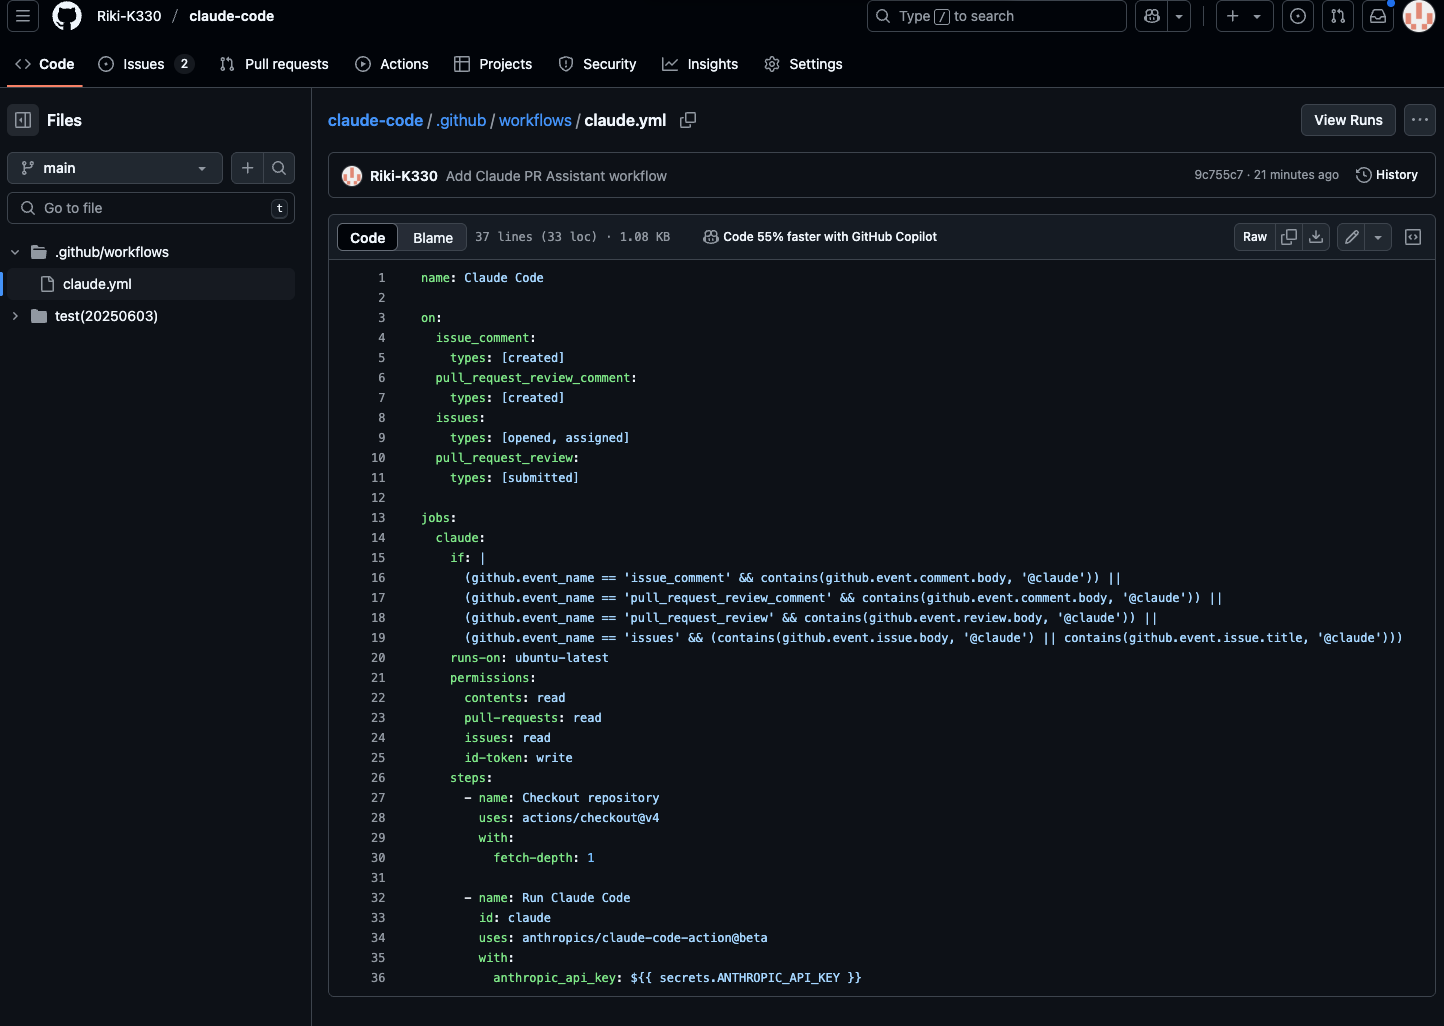 Riki-K330 / claude-code
Type / to search
Code
Issues 2
Pull requests
Actions
Projects
Security
Insights
Settings
Files
main
Go to file
t
.github/workflows
claude.yml
test(20250603)
claude-code / .github / workflows / claude.yml
View Runs
Riki-K330 Add Claude PR Assistant workflow
9c755c7 · 21 minutes ago
History
Code
Blame
37 lines (33 loc) · 1.08 KB
Code 55% faster with GitHub Copilot
Raw
1 name: Claude Code
2
3 on:
4   issue_comment:
5     types: [created]
6   pull_request_review_comment:
7     types: [created]
8   issues:
9     types: [opened, assigned]
10   pull_request_review:
11     types: [submitted]
12
13 jobs:
14   claude:
15     if: |
16       (github.event_name == 'issue_comment' && contains(github.event.comment.body, '@claude')) ||
17       (github.event_name == 'pull_request_review_comment' && contains(github.event.comment.body, '@claude')) ||
18       (github.event_name == 'pull_request_review' && contains(github.event.review.body, '@claude')) ||
19       (github.event_name == 'issues' && (contains(github.event.issue.body, '@claude') || contains(github.event.issue.title, '@claude')))
20     runs-on: ubuntu-latest
21     permissions:
22       contents: read
23       pull-requests: read
24       issues: read
25       id-token: write
26     steps:
27       - name: Checkout repository
28         uses: actions/checkout@v4
29         with:
30           fetch-depth: 1
31
32       - name: Run Claude Code
33         id: claude
34         uses: anthropics/claude-code-action@beta
35         with:
36           anthropic_api_key: ${{ secrets.ANTHROPIC_API_KEY }}